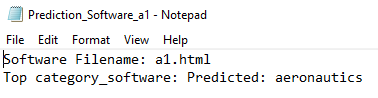 Prediction_Software_a1 - Notepad
File Edit Format View Help
Software Filename: a1.html
Top category_software: Predicted: aeronautics